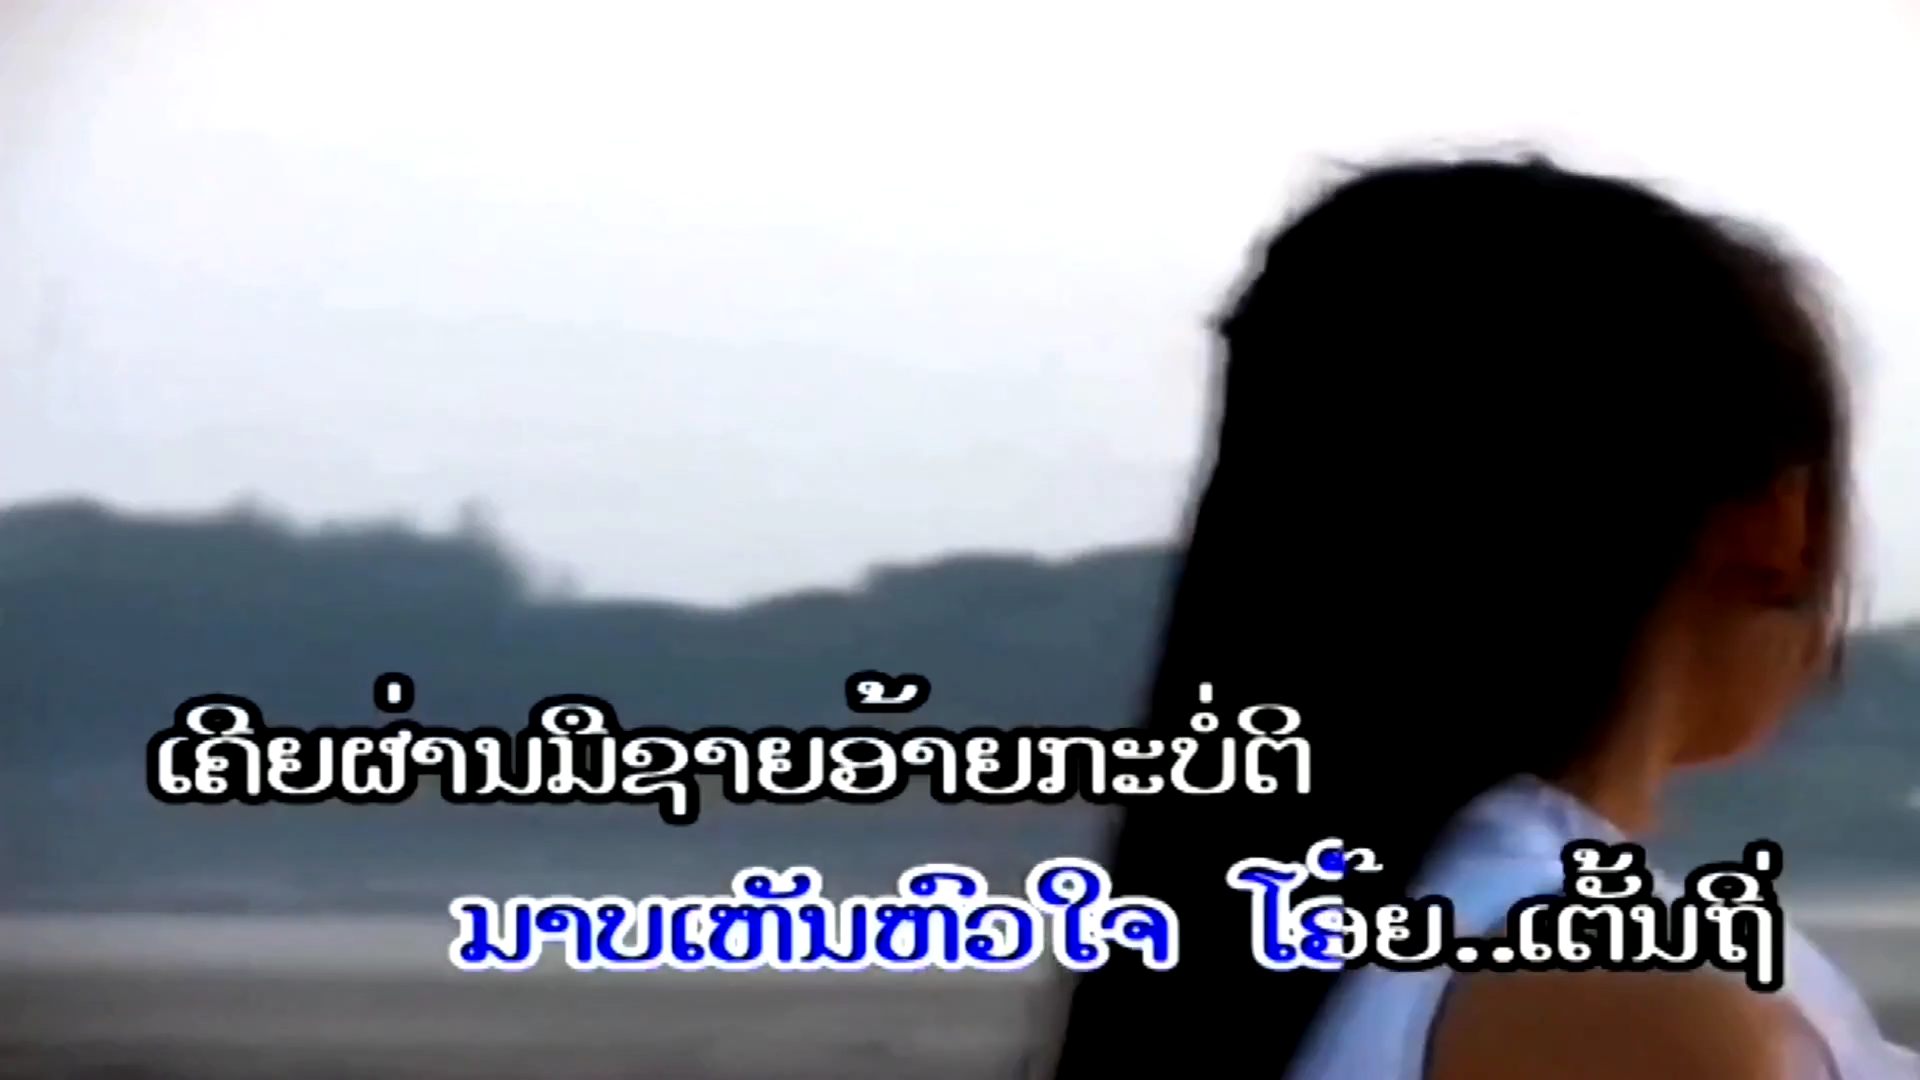 ເຄີຍຜ່ານມີຊາຍອ້າຍກະບໍ່ຕິ
ມາບເຫັນຫົວໃຈ ໂອ໊ຍ..ເຕັ້ນຖີ່